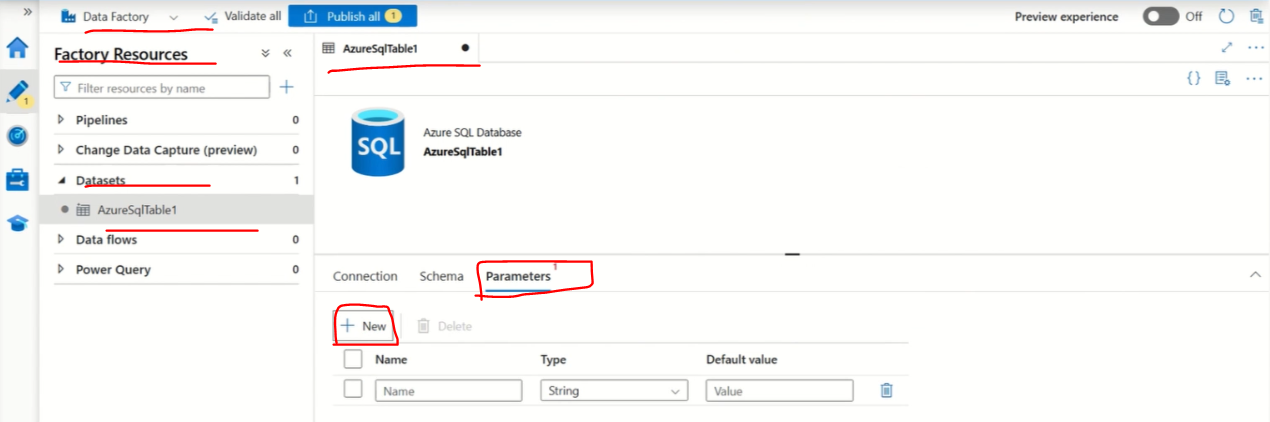 »
Data Factory
Validate all
Publish all 1
Preview experience
Off
Factory Resources
«
AzureSqlTable1
Filter resources by name
1
{}
Pipelines 0
Change Data Capture (preview) 0
Datasets 1
AzureSqlTable1
Data flows 0
Power Query 0
SQL
Azure SQL Database
AzureSqlTable1
Connection
Schema
Parameters 1
+ New
Delete
Name Type Default value
Name String Value